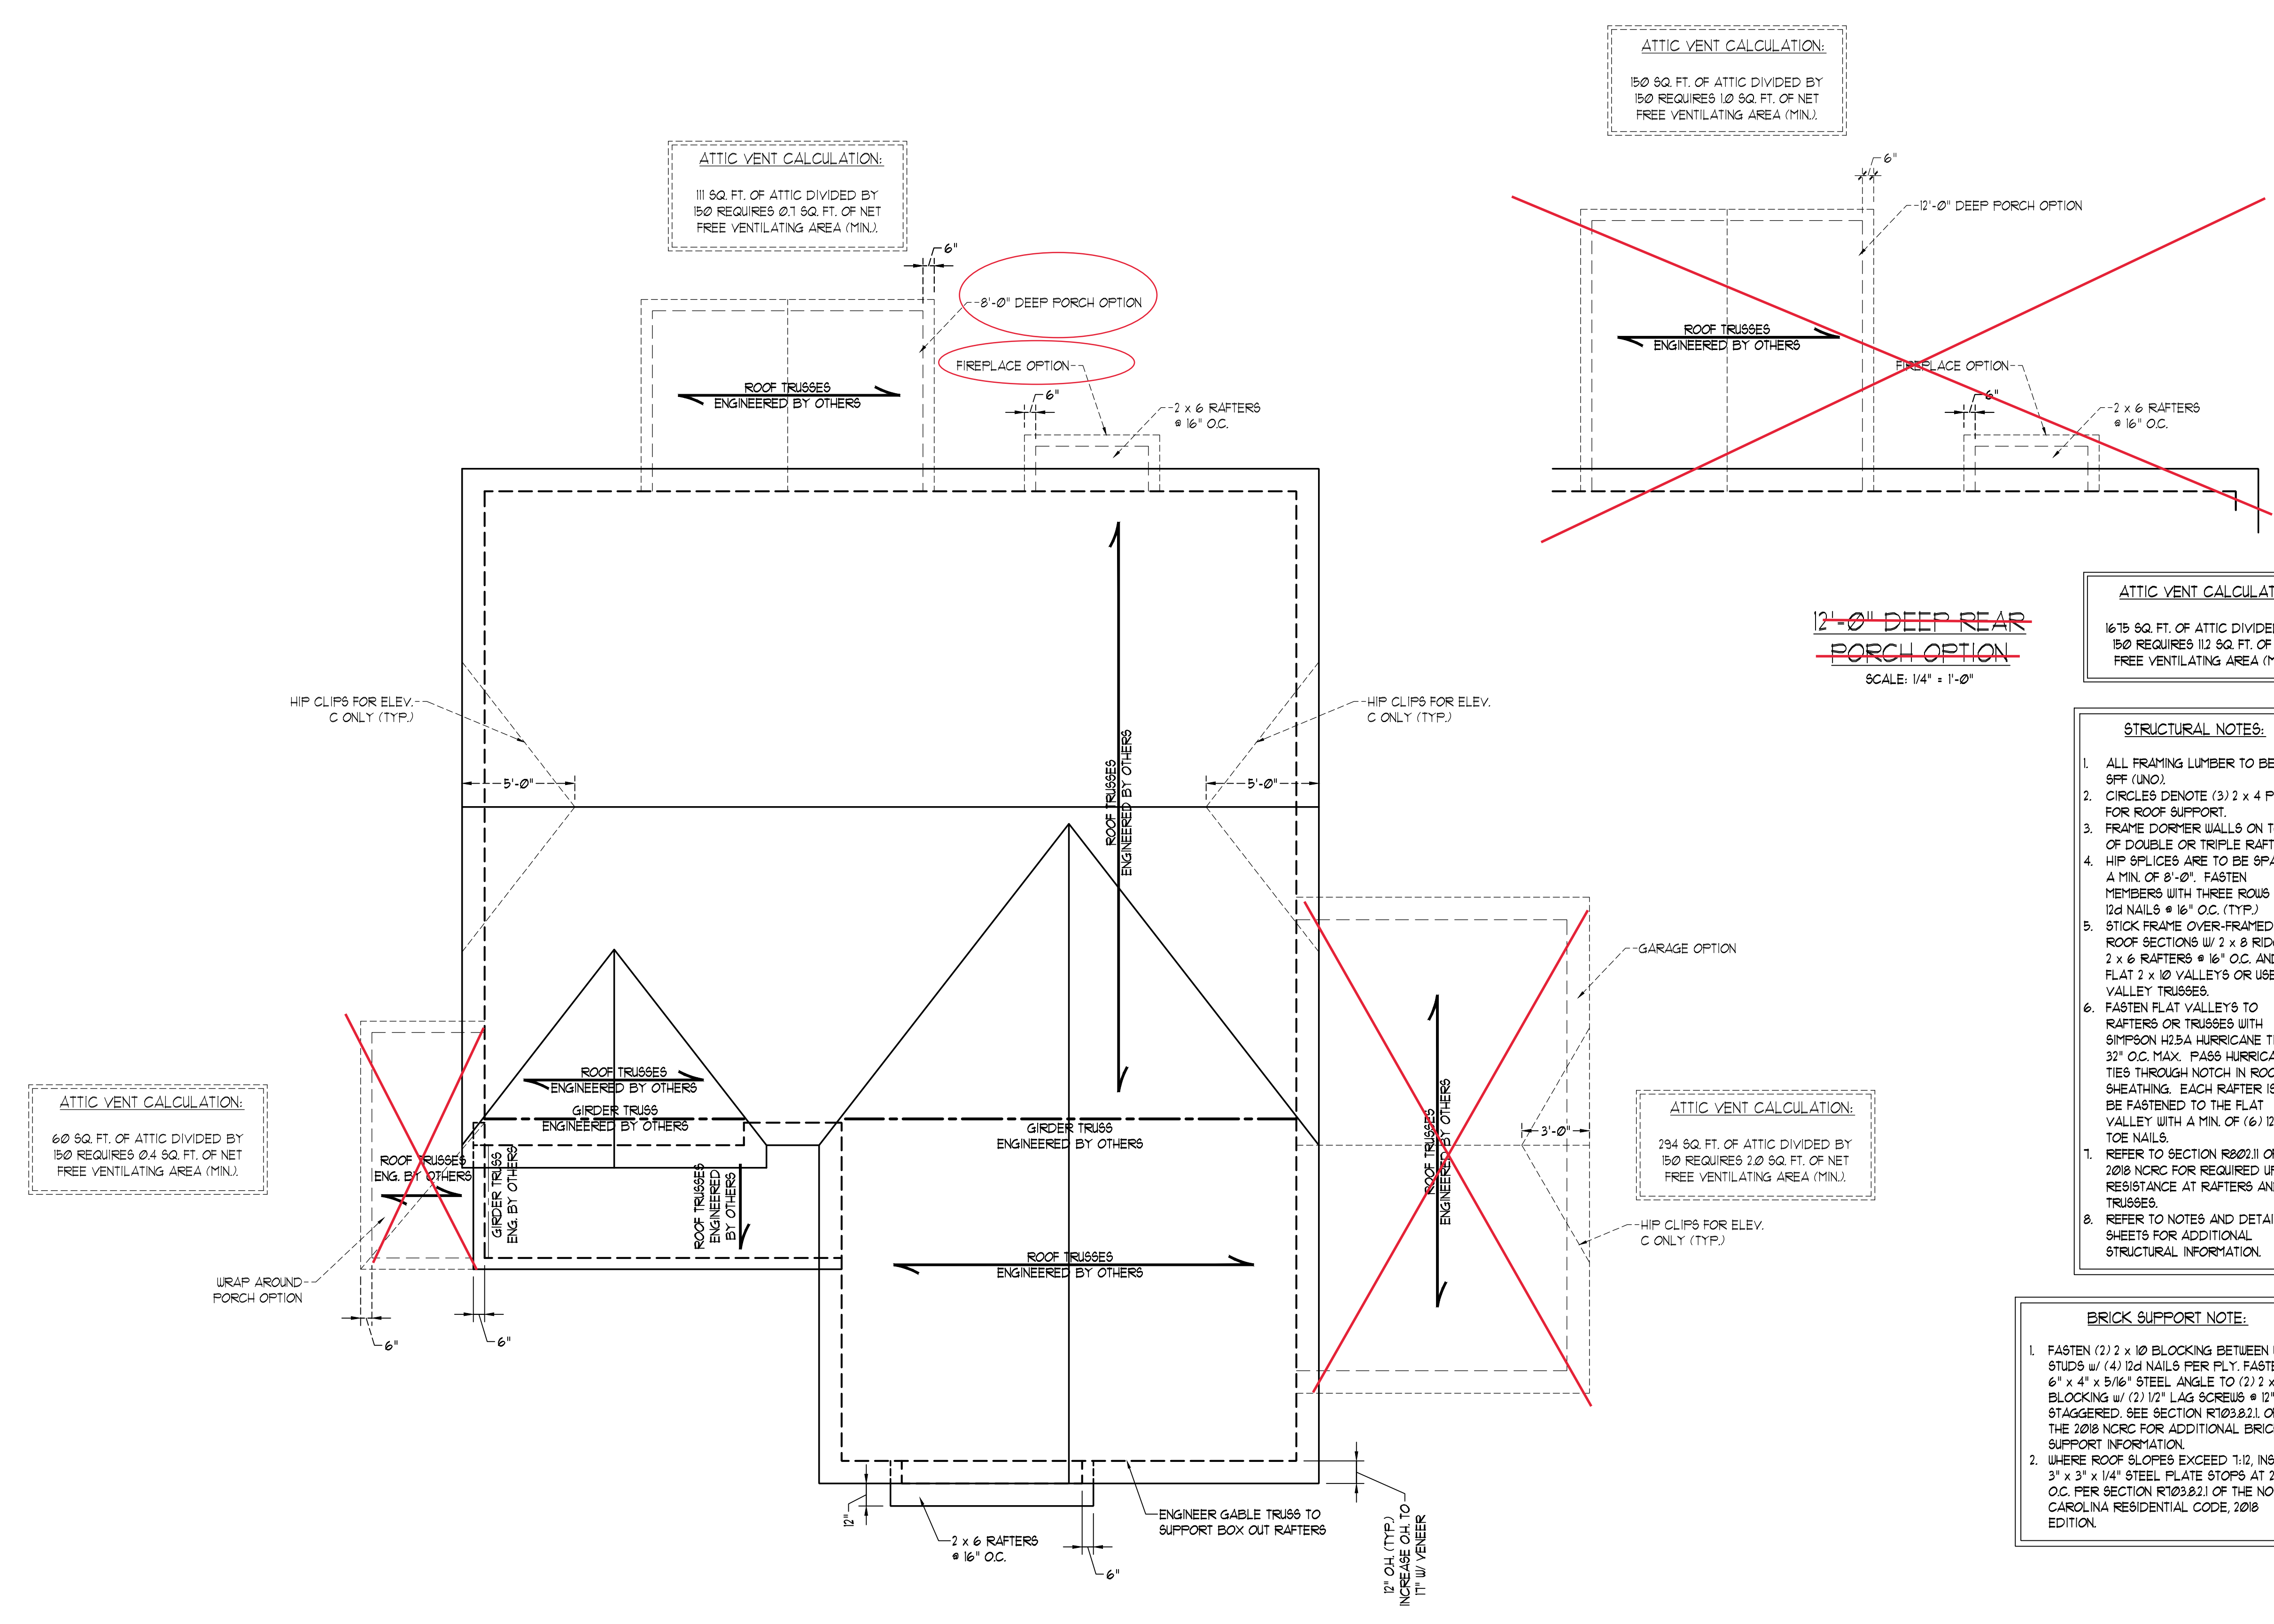 ATTIC VENT CALCULATION:
150 SQ. FT. OF ATTIC DIVIDED BY
150 REQUIRES 1.0 SQ. FT. OF NET
FREE VENTILATING AREA (MIN.).
ATTIC VENT CALCULATION:
111 SQ. FT. OF ATTIC DIVIDED BY
150 REQUIRES 0.7 SQ. FT. OF NET
FREE VENTILATING AREA (MIN.).
6"
8'-0" DEEP PORCH OPTION
FIREPLACE OPTION
6"
2 x 6 RAFTERS
@ 16" O.C.
ROOF TRUSSES
ENGINEERED BY OTHERS
6"
12'-0" DEEP PORCH OPTION
ROOF TRUSSES
ENGINEERED BY OTHERS
FIREPLACE OPTION
6"
2 x 6 RAFTERS
@ 16" O.C.
12'-0" DEEP REAR
PORCH OPTION
SCALE: 1/4" = 1'-0"
HIP CLIPS FOR ELEV.
C ONLY (TYP.)
5'-0"
ROOF TRUSSES
ENGINEERED BY OTHERS
5'-0"
HIP CLIPS FOR ELEV.
C ONLY (TYP.)
GARAGE OPTION
ROOF TRUSSES
ENGINEERED BY OTHERS
GIRDER TRUSS
ENGINEERED BY OTHERS
GIRDER TRUSS
ENGINEERED BY OTHERS
ATTIC VENT CALCULATION:
60 SQ. FT. OF ATTIC DIVIDED BY
150 REQUIRES 0.4 SQ. FT. OF NET
FREE VENTILATING AREA (MIN.).
ROOF TRUSSES
ENG. BY OTHERS
GIRDER TRUSS
ENG. BY OTHERS
ROOF TRUSSES
ENGINEERED
BY OTHERS
ROOF TRUSSES
ENGINEERED BY OTHERS
3'-0"
ATTIC VENT CALCULATION:
294 SQ. FT. OF ATTIC DIVIDED BY
150 REQUIRES 2.0 SQ. FT. OF NET
FREE VENTILATING AREA (MIN.).
HIP CLIPS FOR ELEV.
C ONLY (TYP.)
WRAP AROUND
PORCH OPTION
6"
6"
ROOF TRUSSES
ENGINEERED BY OTHERS
12"
2 x 6 RAFTERS
@ 16" O.C.
6"
ENGINEER GABLE TRUSS TO
SUPPORT BOX OUT RAFTERS
12" O.H. (TYP.)
INCREASE O.H. TO
17" W/ VENEER
ATTIC VENT CALCULAT
1675 SQ. FT. OF ATTIC DIVIDE
150 REQUIRES 11.2 SQ. FT. OF
FREE VENTILATING AREA (M
STRUCTURAL NOTES:
1. ALL FRAMING LUMBER TO BE
SPF (UNO).
2. CIRCLES DENOTE (3) 2 x 4 P
FOR ROOF SUPPORT.
3. FRAME DORMER WALLS ON T
OF DOUBLE OR TRIPLE RAFT
4. HIP SPLICES ARE TO BE SPA
A MIN. OF 8'-0". FASTEN
MEMBERS WITH THREE ROWS
12d NAILS @ 16" O.C. (TYP.)
5. STICK FRAME OVER-FRAMED
ROOF SECTIONS W/ 2 x 8 RID
2 x 6 RAFTERS @ 16" O.C. AN
FLAT 2 x 10 VALLEYS OR USE
VALLEY TRUSSES.
6. FASTEN FLAT VALLEYS TO
RAFTERS OR TRUSSES WITH
SIMPSON H2.5A HURRICANE T
32" O.C. MAX. PASS HURRICA
TIES THROUGH NOTCH IN ROO
SHEATHING. EACH RAFTER IS
BE FASTENED TO THE FLAT
VALLEY WITH A MIN. OF (6) 12
TOE NAILS.
7. REFER TO SECTION R802.11 OF
2018 NCRC FOR REQUIRED UP
RESISTANCE AT RAFTERS AN
TRUSSES.
8. REFER TO NOTES AND DETAI
SHEETS FOR ADDITIONAL
STRUCTURAL INFORMATION.
BRICK SUPPORT NOTE:
1. FASTEN (2) 2 x 10 BLOCKING BETWEEN
STUDS w/ (4) 12d NAILS PER PLY. FASTE
6" x 4" x 5/16" STEEL ANGLE TO (2) 2 x
BLOCKING w/ (2) 1/2" LAG SCREWS @ 12"
STAGGERED. SEE SECTION R703.8.2.1. O
THE 2018 NCRC FOR ADDITIONAL BRIC
SUPPORT INFORMATION.
2. WHERE ROOF SLOPES EXCEED 7:12, INS
3" x 3" x 1/4" STEEL PLATE STOPS AT 2
O.C. PER SECTION R703.8.2.1 OF THE NO
CAROLINA RESIDENTIAL CODE, 2018
EDITION.